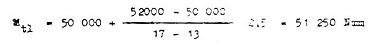 M_t1 = 50 000 + (52000 - 50 000) / (17 - 13) 2,5 = 51 250 Nmm